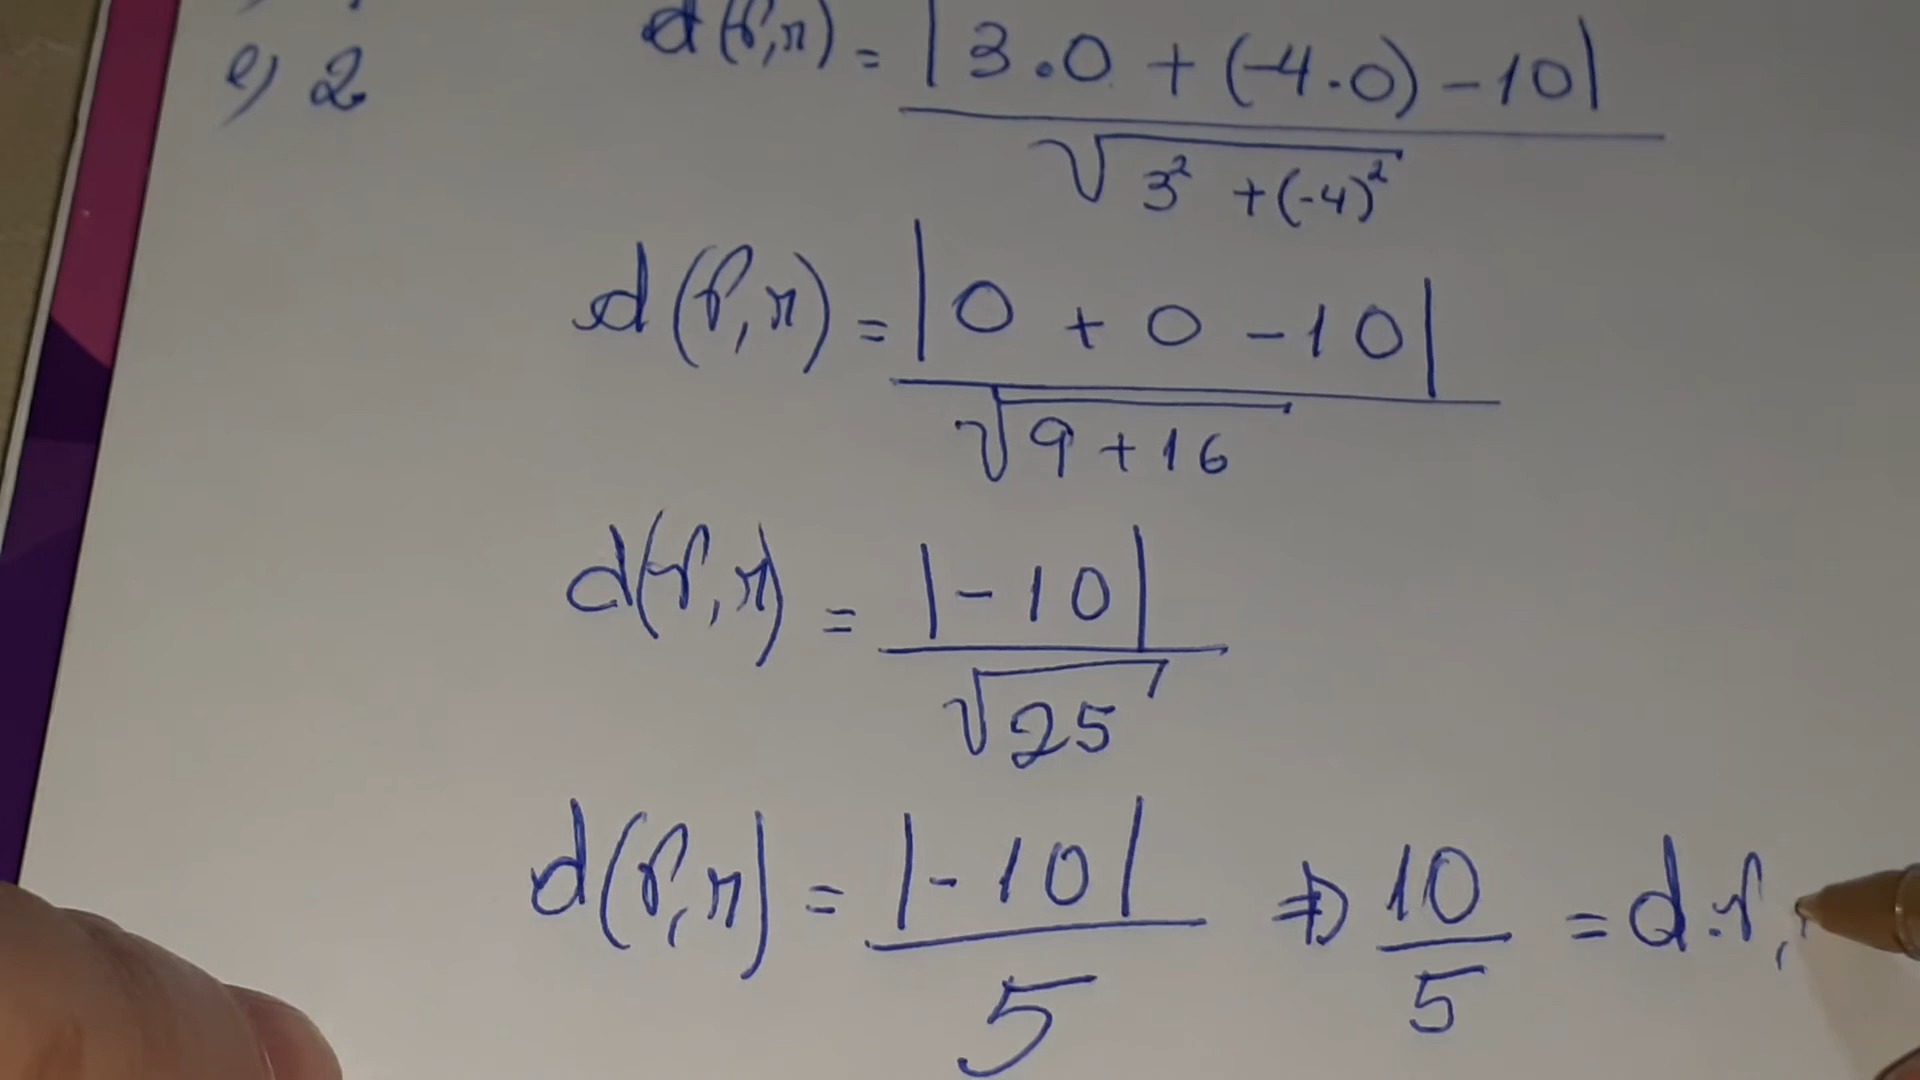 d(P,r) = |3.0 + (-4.0) - 10|
√3² + (-4)²
e) 2
d(P,r) = |0 + 0 - 10|
√9 + 16
d(P,r) = |-10|
√25
d(P,r) = |-10| ⇒ 10 = d.P,
5 5